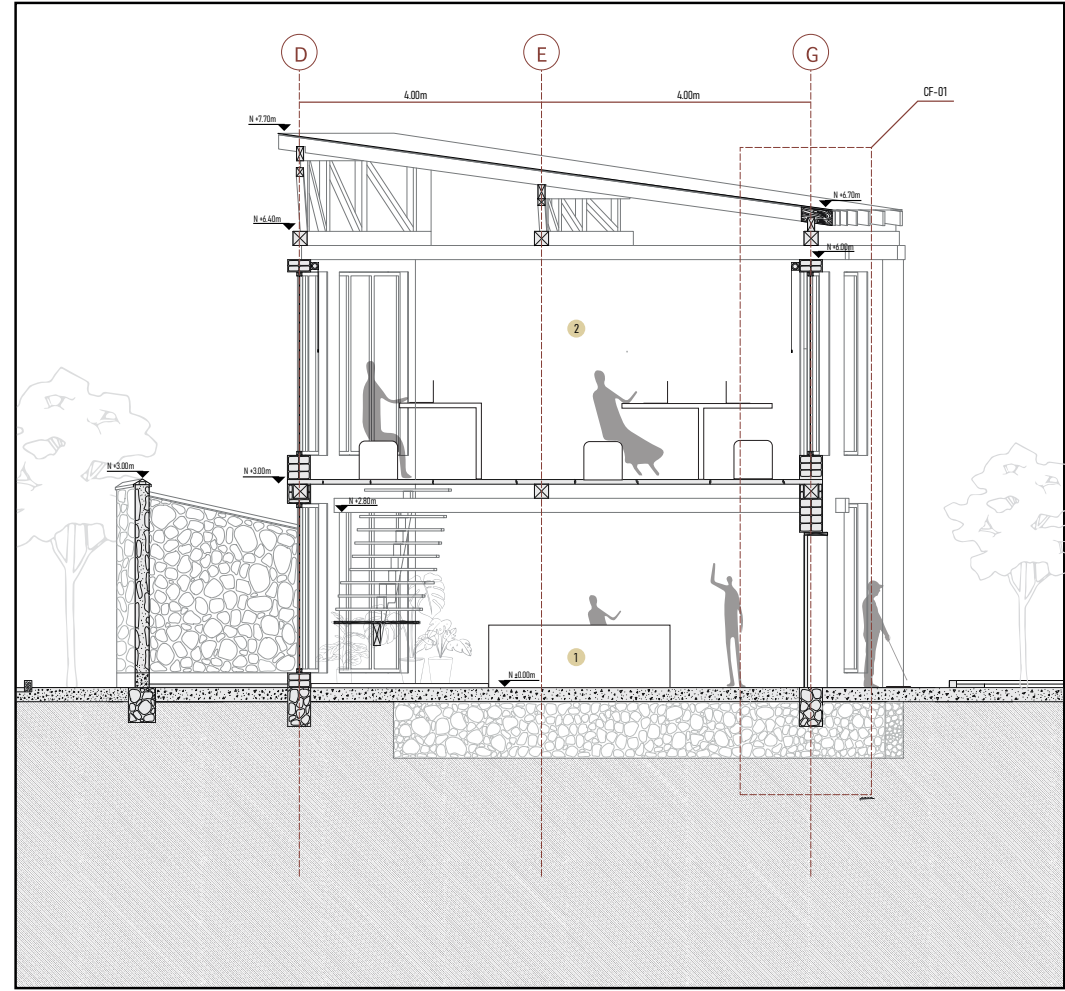 D
E
G
4.00m
4.00m
CF-01
N +7.70m
N +6.70m
N +6.40m
N +6.00m
2
N +3.00m
N +3.00m
N +2.80m
1
N ±0.00m